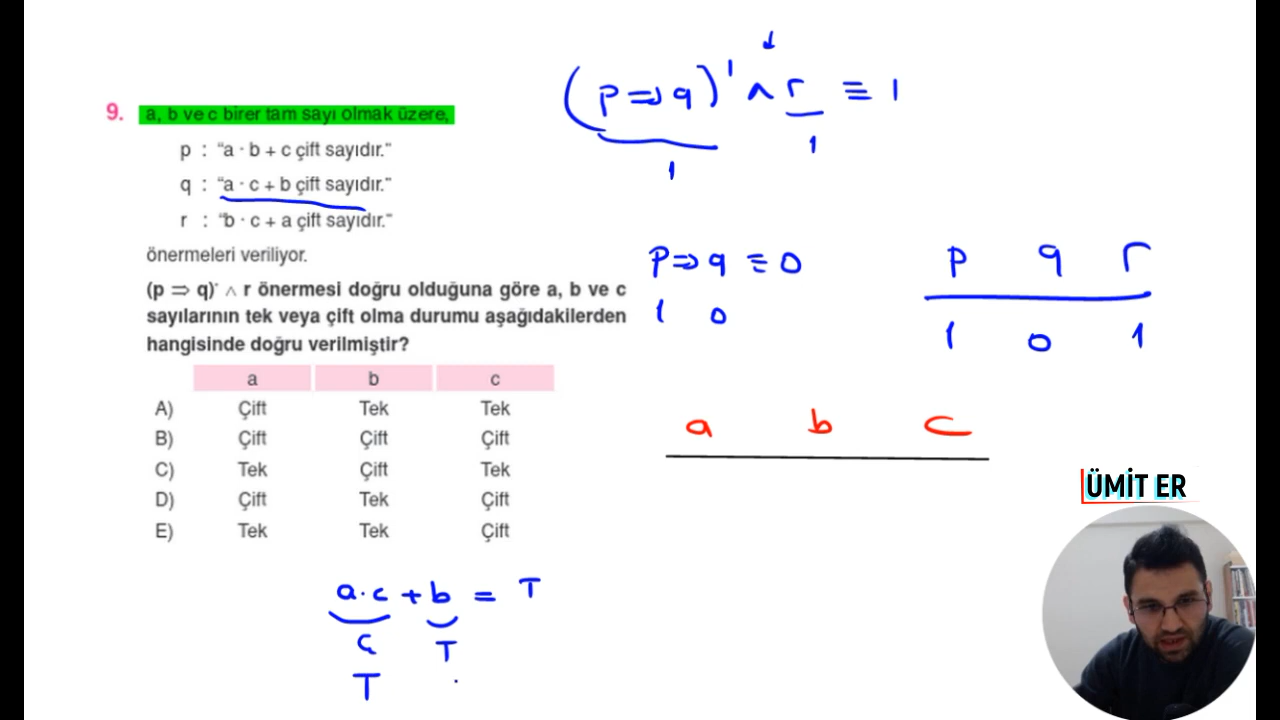 9. a, b ve c birer tam sayı olmak üzere,
p : "a · b + c çift sayıdır."
q : "a · c + b çift sayıdır."
r : "b · c + a çift sayıdır."
önermeleri veriliyor.
(p ⇒ q)' ∧ r önermesi doğru olduğuna göre a, b ve c
sayılarının tek veya çift olma durumu aşağıdakilerden
hangisinde doğru verilmiştir?
a b c
A) Çift Tek Tek
B) Çift Çift Çift
C) Tek Çift Tek
D) Çift Tek Çift
E) Tek Tek Çift
a.c + b = T
Ç T
T
(p ⇒ q)' ∧ r ≡ 1
1 1
p ⇒ q ≡ 0
1 0
p q r
1 0 1
a b c
ÜMİT ER